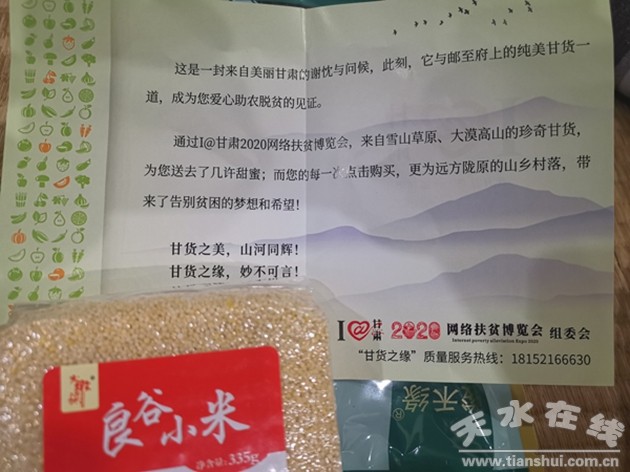 这是一封来自美丽甘肃的谢忱与问候，此刻，它与邮至府上的纯美甘货一
道，成为您爱心助农脱贫的见证。
通过I@甘肃2020网络扶贫博览会，来自雪山草原、大漠高山的珍奇甘货，
为您送去了几许甜蜜；而您的每一次点击购买，更为远方陇原的山乡村落，带
来了告别贫困的梦想和希望！
甘货之美，山河同辉！
甘货之缘，妙不可言！
I@甘肃 2020 网络扶贫博览会 组委会
Internet poverty alleviation Expo 2020
“甘货之缘”质量服务热线：18152166630
禾缘®
良谷小米
净含量：335g
天水在线
www.tianshui.com.cn